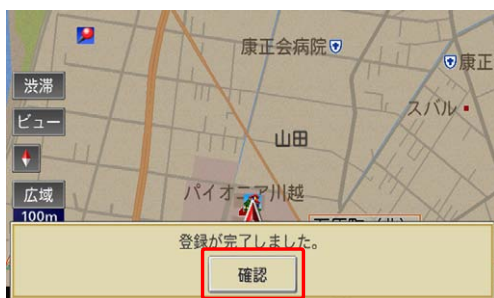 康正会病院
康正
渋滞
スバル
ビュー
山田
広域
パイオニア川越
100m
登録が完了しました。
確認